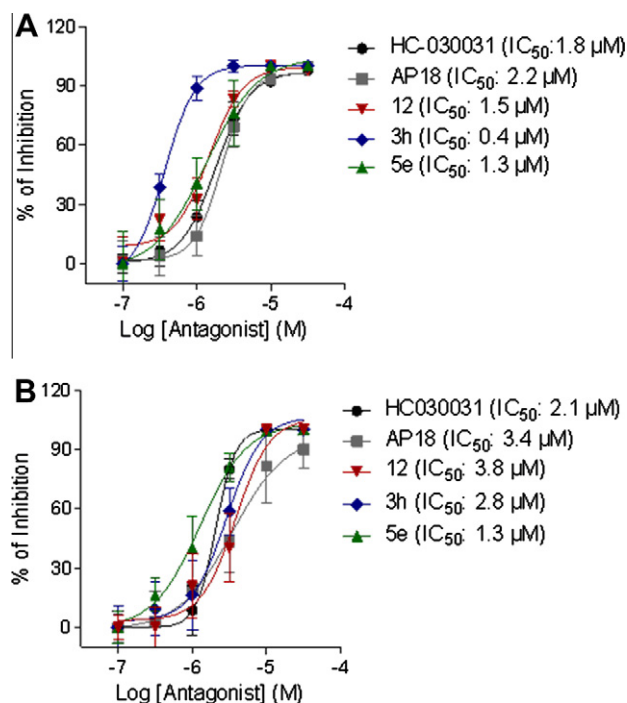 A
120
90
60
30
0
% of Inhibition
-7 -6 -5 -4
Log [Antagonist] (M)
HC-030031 (IC50:1.8 µM)
AP18 (IC50: 2.2 µM)
12 (IC50: 1.5 µM)
3h (IC50: 0.4 µM)
5e (IC50: 1.3 µM)
B
120
90
60
30
0
% of Inhibition
-7 -6 -5 -4
Log [Antagonist] (M)
HC030031 (IC50: 2.1 µM)
AP18 (IC50: 3.4 µM)
12 (IC50: 3.8 µM)
3h (IC50: 2.8 µM)
5e (IC50: 1.3 µM)